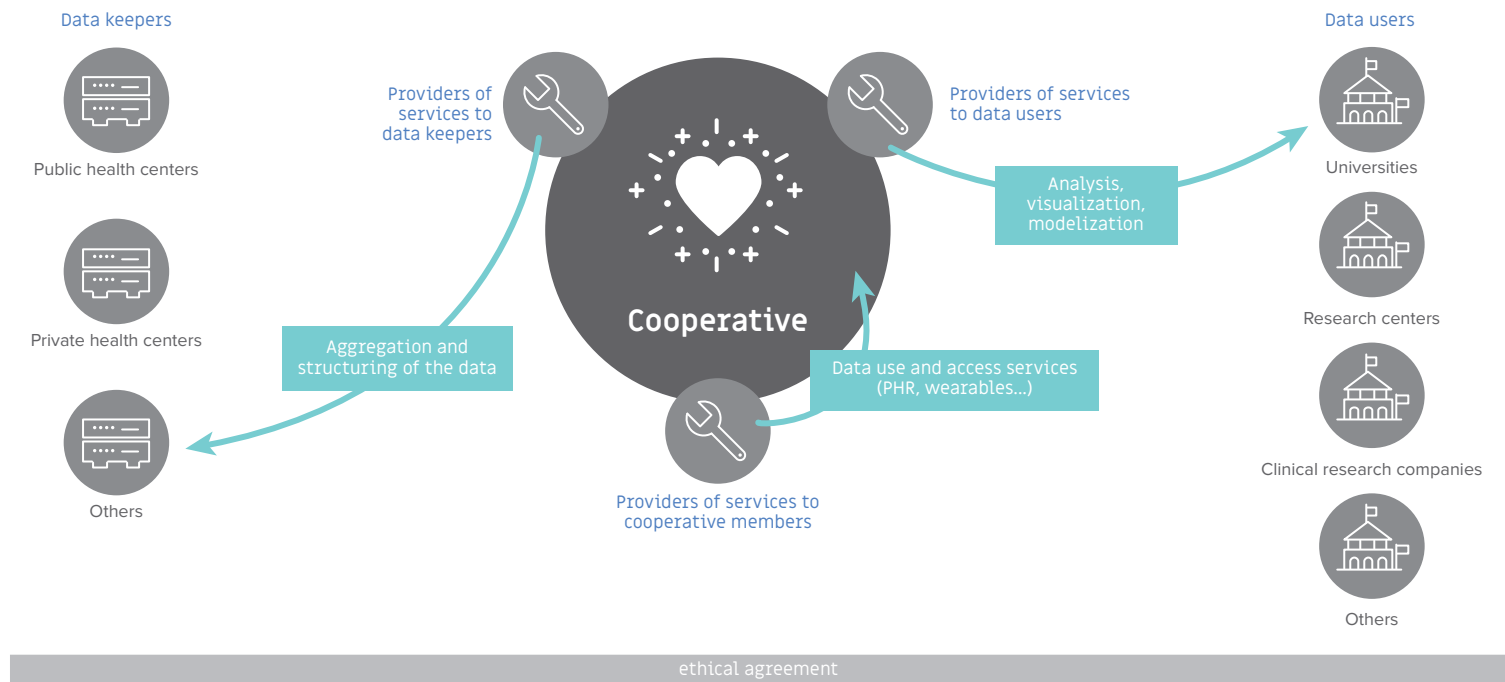 Data keepers
Public health centers
Private health centers
Others
Providers of
services to
data keepers
Aggregation and
structuring of the data
Cooperative
Providers of services to
cooperative members
Data use and access services
(PHR, wearables...)
Providers of services
to data users
Analysis,
visualization,
modelization
Data users
Universities
Research centers
Clinical research companies
Others
ethical agreement